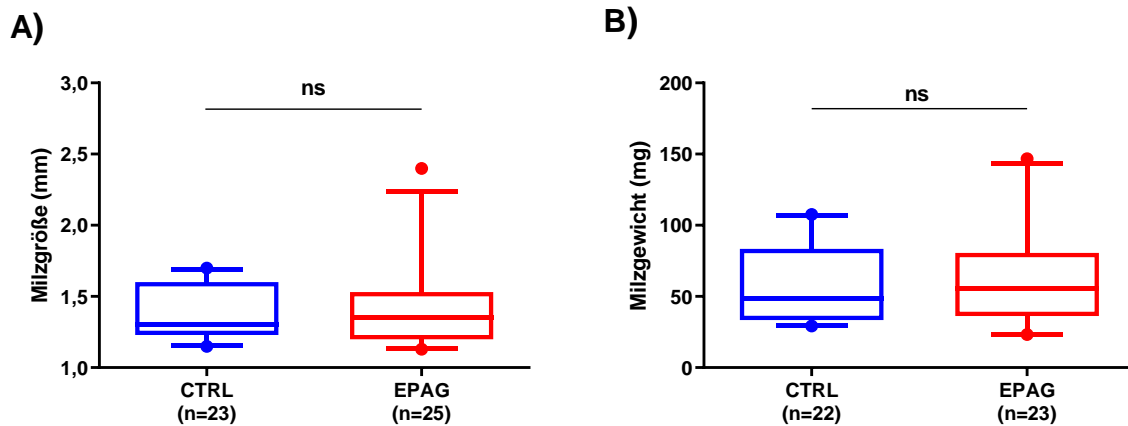 A)
ns
3,0
2,5
2,0
1,5
1,0
Milzgröße (mm)
CTRL
(n=23)
EPAG
(n=25)
B)
ns
200
150
100
50
0
Milzgewicht (mg)
CTRL
(n=22)
EPAG
(n=23)